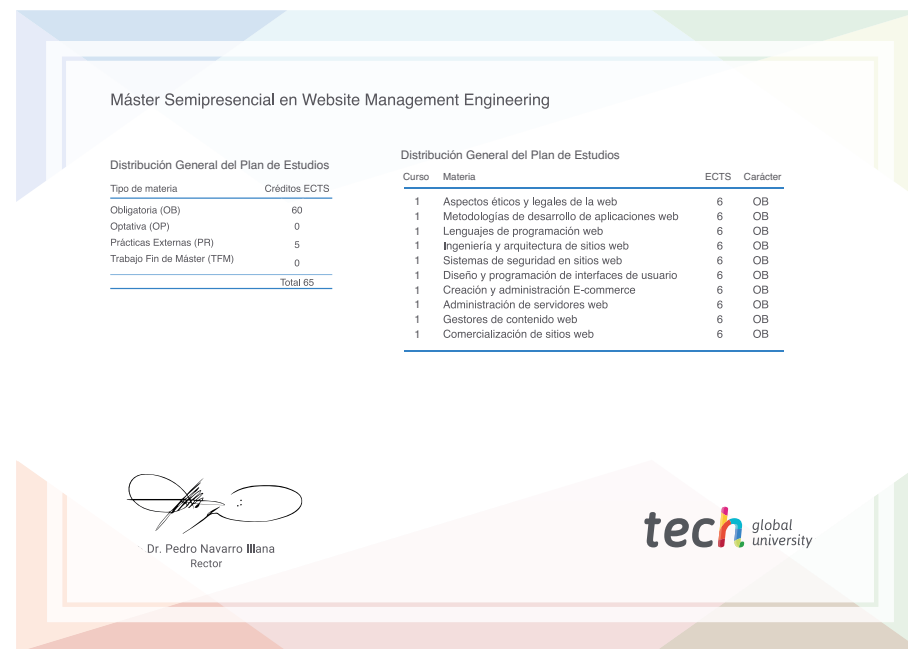 Máster Semipresencial en Website Management Engineering
Distribución General del Plan de Estudios
Tipo de materia Créditos ECTS
Obligatoria (OB) 60
Optativa (OP) 0
Prácticas Externas (PR) 5
Trabajo Fin de Máster (TFM) 0
Total 65
Distribución General del Plan de Estudios
Curso Materia ECTS Carácter
1 Aspectos éticos y legales de la web 6 OB
1 Metodologías de desarrollo de aplicaciones web 6 OB
1 Lenguajes de programación web 6 OB
1 Ingeniería y arquitectura de sitios web 6 OB
1 Sistemas de seguridad en sitios web 6 OB
1 Diseño y programación de interfaces de usuario 6 OB
1 Creación y administración E-commerce 6 OB
1 Administración de servidores web 6 OB
1 Gestores de contenido web 6 OB
1 Comercialización de sitios web 6 OB
Dr. Pedro Navarro Illana
Rector
tech global
university